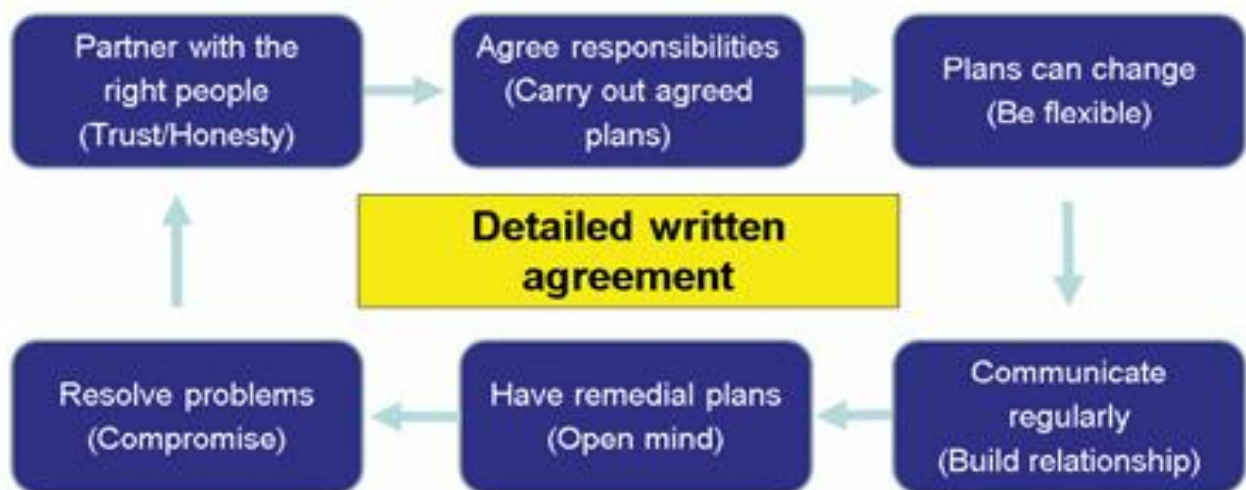 Partner with the
right people
(Trust/Honesty)
Agree responsibilities
(Carry out agreed
plans)
Plans can change
(Be flexible)
Detailed written
agreement
Resolve problems
(Compromise)
Have remedial plans
(Open mind)
Communicate
regularly
(Build relationship)